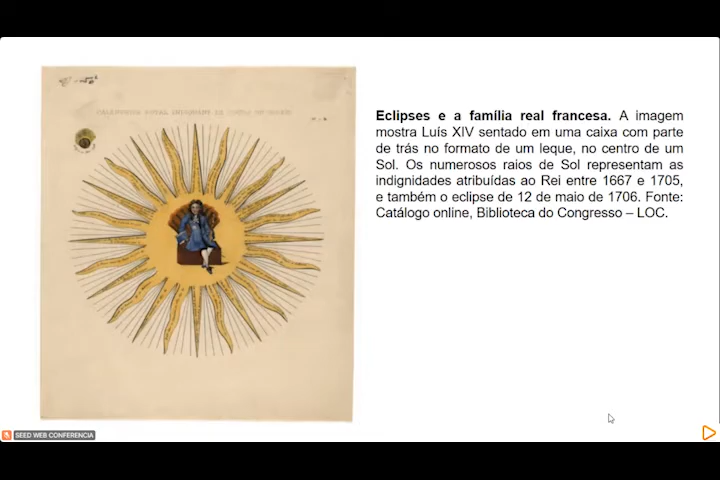 Eclipses e a família real francesa. A imagem
mostra Luís XIV sentado em uma caixa com parte
de trás no formato de um leque, no centro de um
Sol. Os numerosos raios de Sol representam as
indignidades atribuídas ao Rei entre 1667 e 1705,
e também o eclipse de 12 de maio de 1706. Fonte:
Catálogo online, Biblioteca do Congresso – LOC.
SEED WEB CONFERENCIA